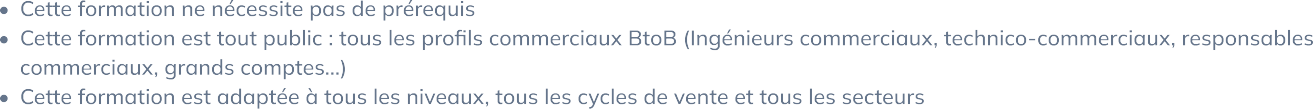 • Cette formation ne nécessite pas de prérequis
• Cette formation est tout public : tous les profils commerciaux BtoB (Ingénieurs commerciaux, technico-commerciaux, responsables
commerciaux, grands comptes...)
• Cette formation est adaptée à tous les niveaux, tous les cycles de vente et tous les secteurs